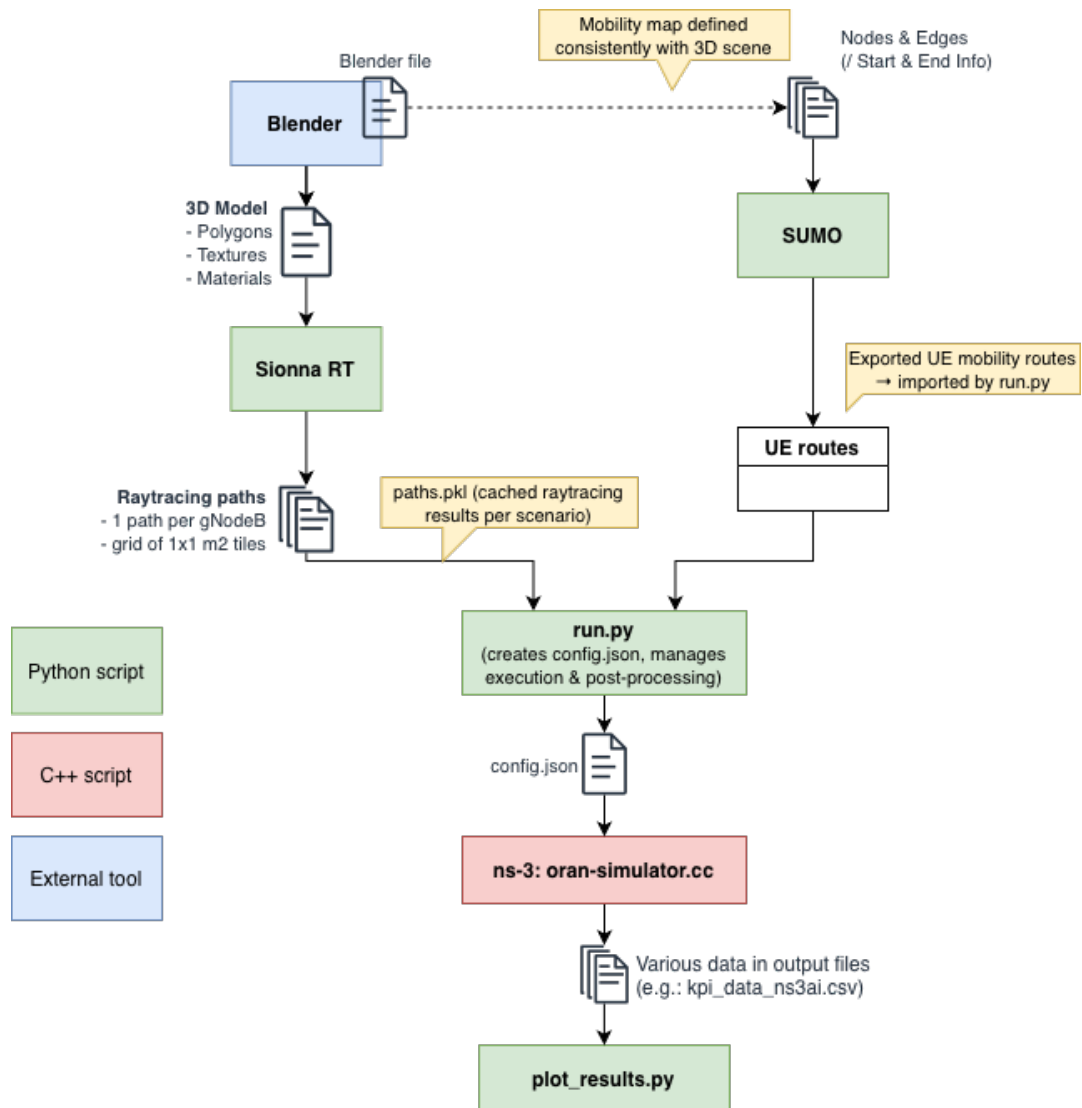 Mobility map defined
consistently with 3D scene
Nodes & Edges
(/ Start & End Info)
Blender file
Blender
3D Model
- Polygons
- Textures
- Materials
SUMO
Sionna RT
Exported UE mobility routes
→ imported by run.py
UE routes
Raytracing paths
- 1 path per gNodeB
- grid of 1x1 m2 tiles
paths.pkl (cached raytracing
results per scenario)
run.py
(creates config.json, manages
execution & post-processing)
Python script
config.json
C++ script
ns-3: oran-simulator.cc
External tool
Various data in output files
(e.g.: kpi_data_ns3ai.csv)
plot_results.py